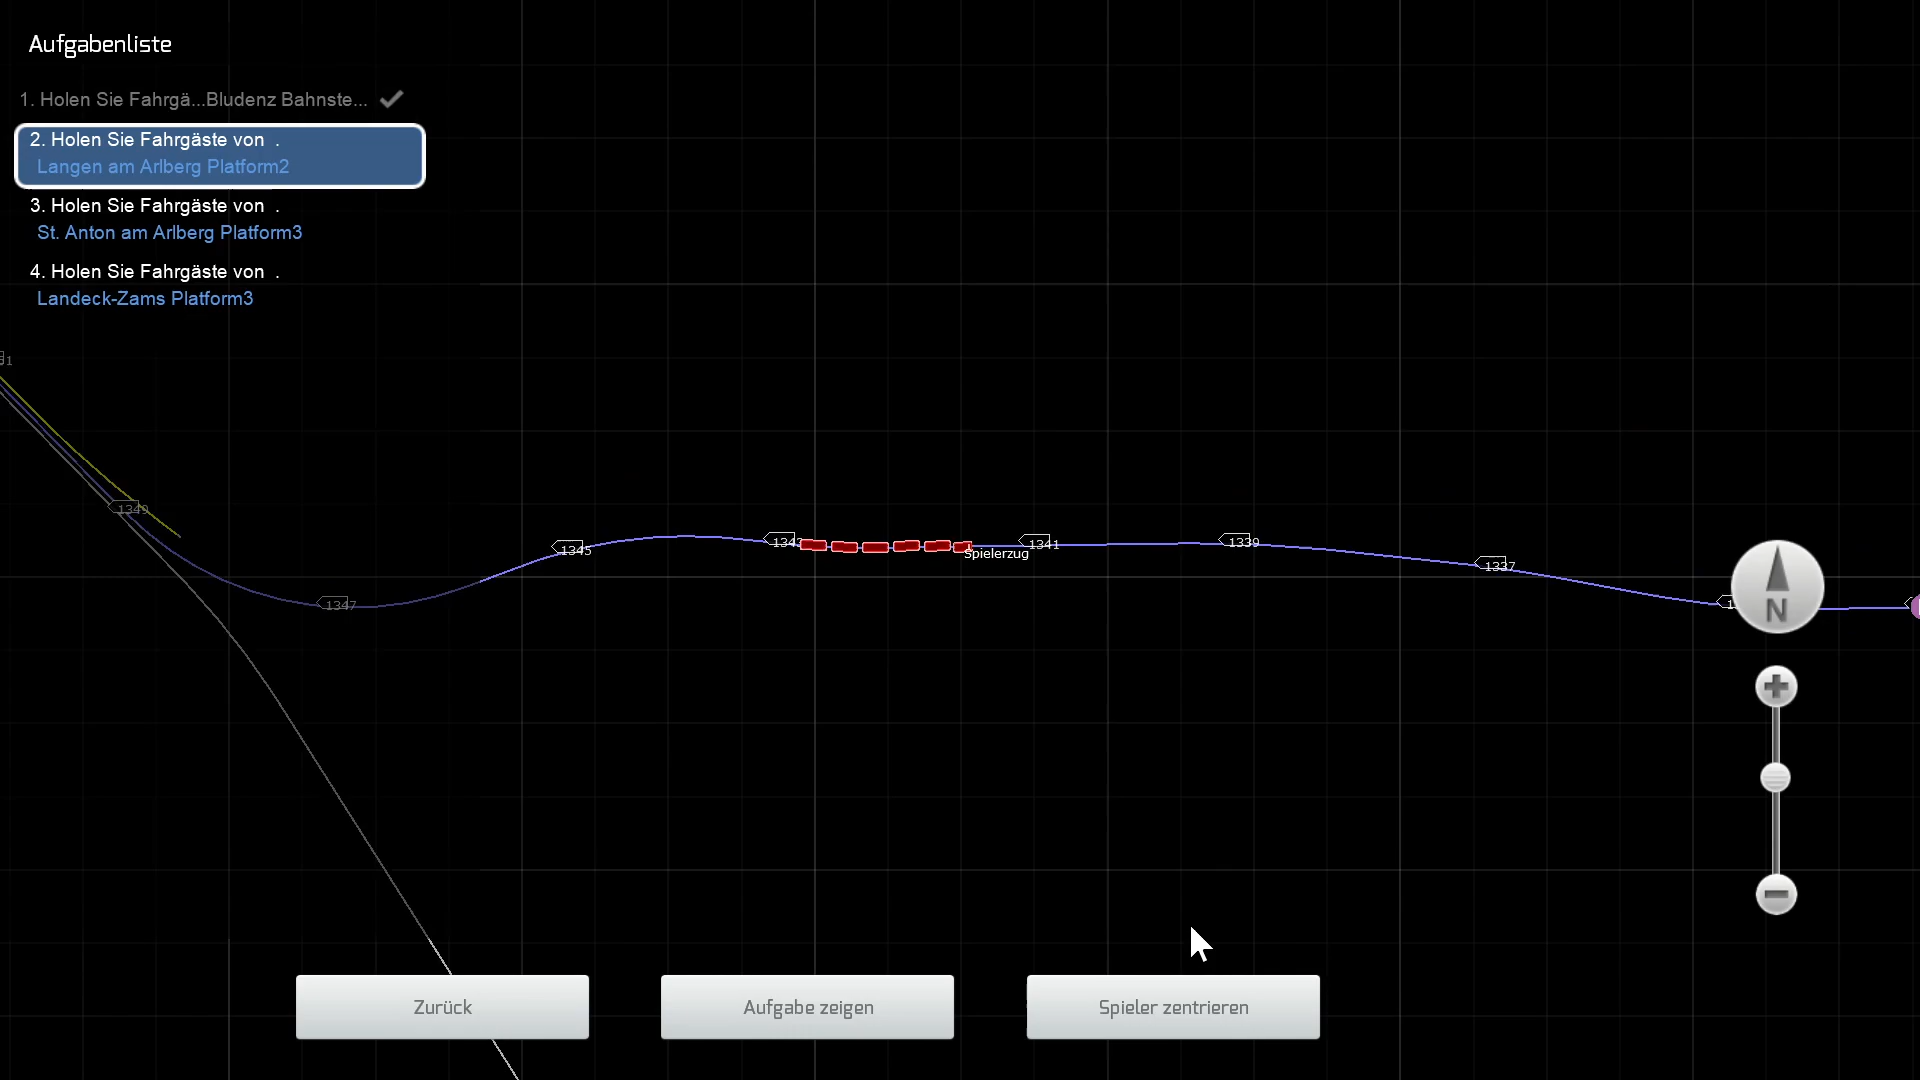 Aufgabenliste
1. Holen Sie Fahrgä...Bludenz Bahnste...
2. Holen Sie Fahrgäste von .
Langen am Arlberg Platform2
3. Holen Sie Fahrgäste von .
St. Anton am Arlberg Platform3
4. Holen Sie Fahrgäste von .
Landeck-Zams Platform3
1349
1347
1345
1341
Spielerzug
1339
1337
N
Zurück
Aufgabe zeigen
Spieler zentrieren